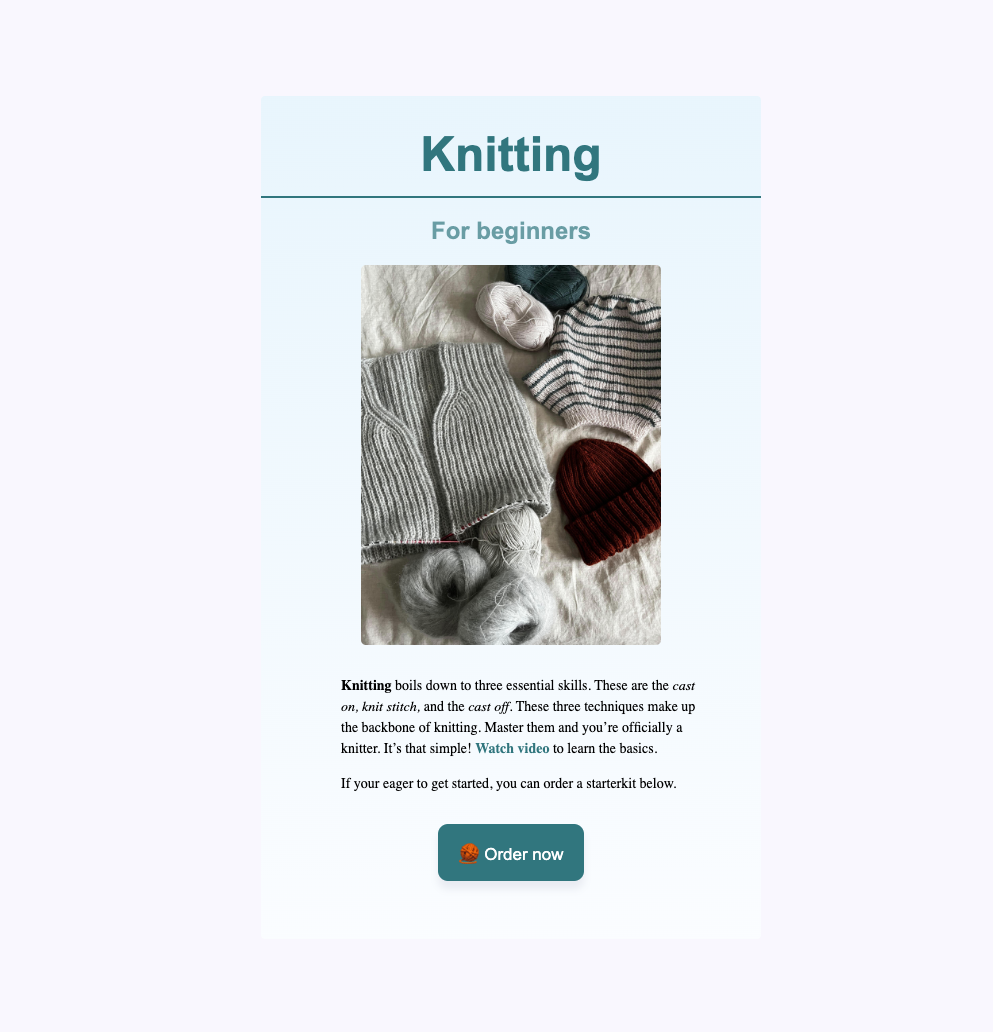 Knitting
For beginners
Knitting boils down to three essential skills. These are the cast
on, knit stitch, and the cast off. These three techniques make up
the backbone of knitting. Master them and you’re officially a
knitter. It’s that simple! Watch video to learn the basics.
If your eager to get started, you can order a starterkit below.
🧶 Order now